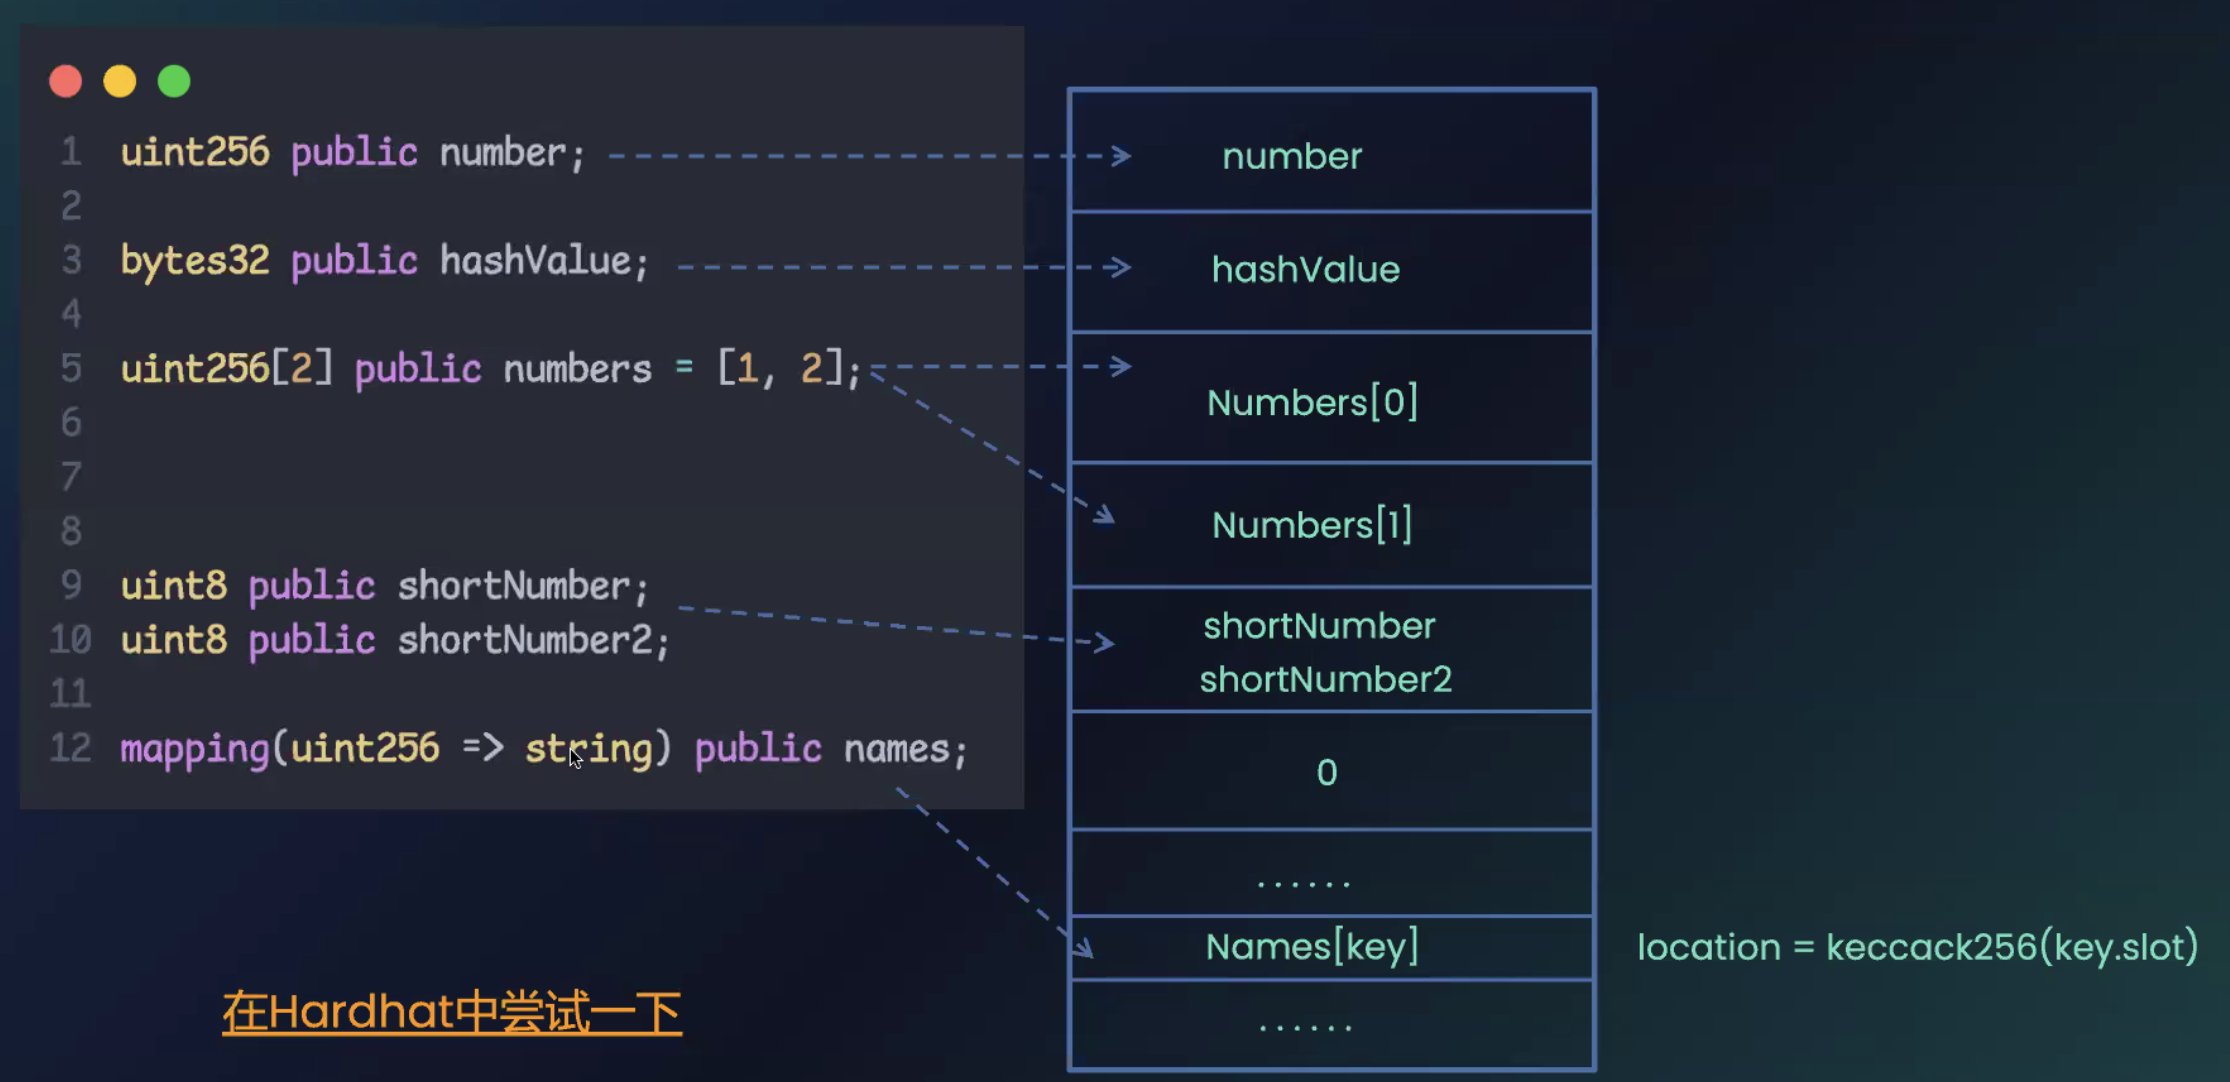 1 uint256 public number;
2
3 bytes32 public hashValue;
4
5 uint256[2] public numbers = [1, 2];
6
7
8
9 uint8 public shortNumber;
10 uint8 public shortNumber2;
11
12 mapping(uint256 => string) public names;
在Hardhat中尝试一下
number
hashValue
Numbers[0]
Numbers[1]
shortNumber
shortNumber2
0
......
Names[key]
......
location = keccack256(key.slot)